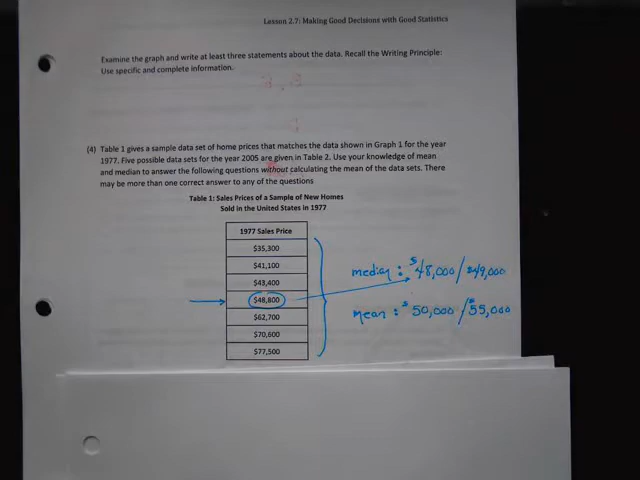 Lesson 2.7: Making Good Decisions with Good Statistics
Examine the graph and write at least three statements about the data. Recall the Writing Principle:
Use specific and complete information.
(4) Table 1 gives a sample data set of home prices that matches the data shown in Graph 1 for the year
1977. Five possible data sets for the year 2005 are given in Table 2. Use your knowledge of mean
and median to answer the following questions without calculating the mean of the data sets. There
may be more than one correct answer to any of the questions
Table 1: Sales Prices of a Sample of New Homes
Sold in the United States in 1977
1977 Sales Price
$35,300
$41,100
$43,400
$48,800
$62,700
$70,600
$77,500
median : $48,000/$49,000
mean : $50,000/$55,000